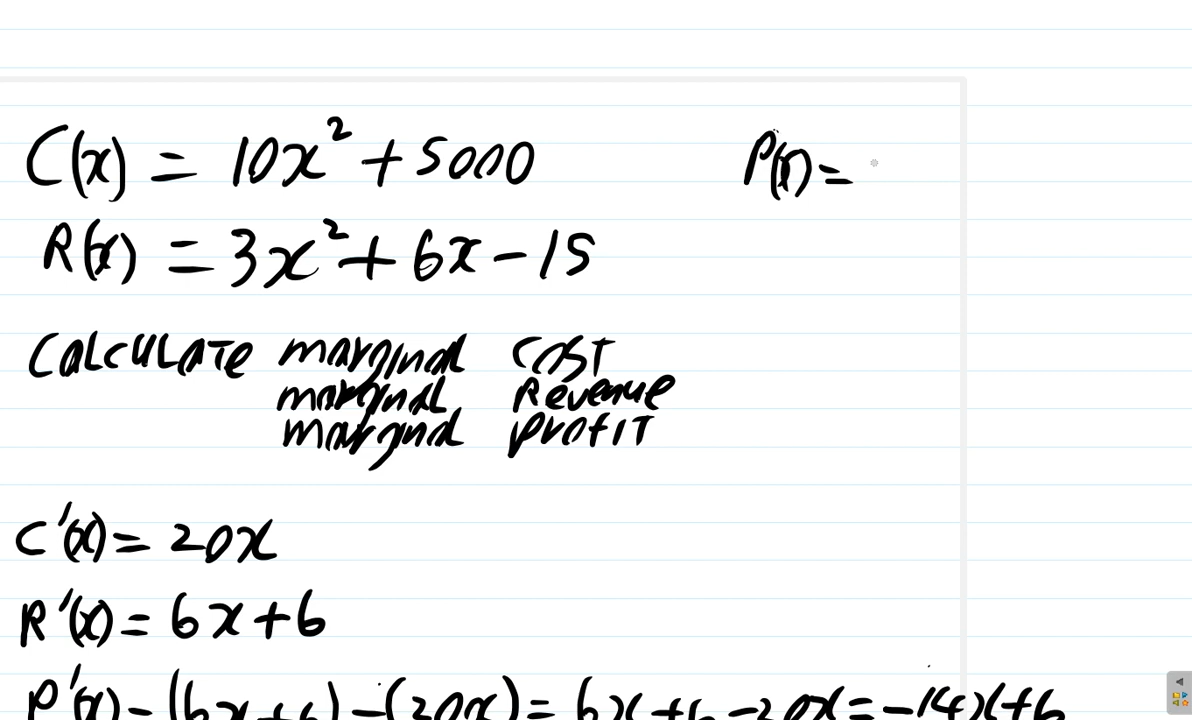 C(x) = 10x² + 5000
P(x) =
R(x) = 3x² + 6x - 15
CALCULATE marginal COST
marginal Revenue
marginal profit
C'(x) = 20x
R'(x) = 6x + 6
P'(x) = (6x + 6) - (20x) = 6x + 6 - 20x = -14x + 6